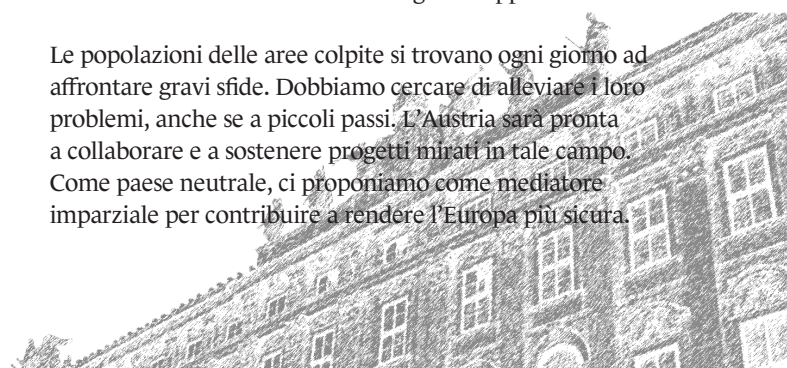 Le popolazioni delle aree colpite si trovano ogni giorno ad
affrontare gravi sfide. Dobbiamo cercare di alleviare i loro
problemi, anche se a piccoli passi. L’Austria sarà pronta
a collaborare e a sostenere progetti mirati in tale campo.
Come paese neutrale, ci proponiamo come mediatore
imparziale per contribuire a rendere l’Europa più sicura.